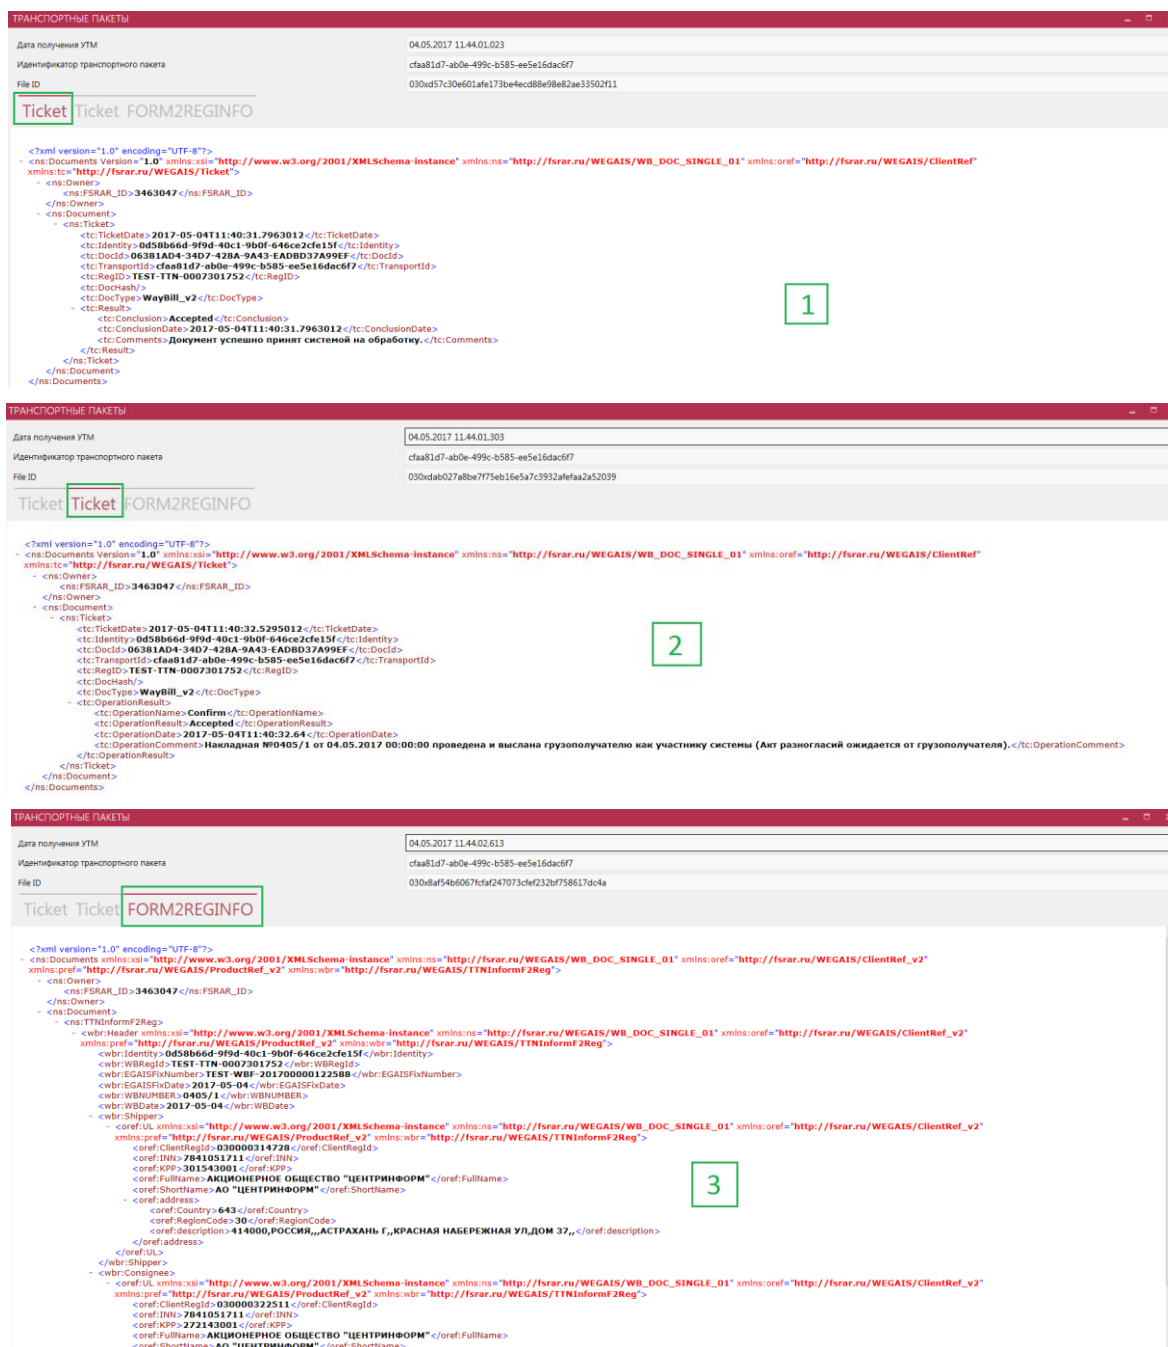 ТРАНСПОРТНЫЕ ПАКЕТЫ
Дата получения УТМ 04.05.2017 11.44.01.023
Идентификатор транспортного пакета cfaa81d7-ab0e-499c-b585-ee5e16dac6f7
File ID 030xd57c30e601afe173be4ecd88e98e82ae33502f11
Ticket Ticket FORM2REGINFO
<?xml version="1.0" encoding="UTF-8"?>
- <ns:Documents Version="1.0" xmlns:xsi="http://www.w3.org/2001/XMLSchema-instance" xmlns:ns="http://fsrar.ru/WEGAIS/WB_DOC_SINGLE_01" xmlns:oref="http://fsrar.ru/WEGAIS/ClientRef"
xmlns:tc="http://fsrar.ru/WEGAIS/Ticket">
- <ns:Owner>
<ns:FSRAR_ID>3463047</ns:FSRAR_ID>
</ns:Owner>
- <ns:Document>
- <ns:Ticket>
<tc:TicketDate>2017-05-04T11:40:31.7963012</tc:TicketDate>
<tc:Identity>0d58b66d-9f9d-40c1-9b0f-646ce2cfe15f</tc:Identity>
<tc:DocId>06381AD4-34D7-428A-9A43-EADBD37A99EF</tc:DocId>
<tc:TransportId>cfaa81d7-ab0e-499c-b585-ee5e16dac6f7</tc:TransportId>
<tc:RegID>TEST-TTN-0007301752</tc:RegID>
<tc:DocHash/>
<tc:DocType>WayBill_v2</tc:DocType>
- <tc:Result>
<tc:Conclusion>Accepted</tc:Conclusion>
<tc:ConclusionDate>2017-05-04T11:40:31.7963012</tc:ConclusionDate>
<tc:Comments>Документ успешно принят системой на обработку.</tc:Comments>
</tc:Result>
</ns:Ticket>
</ns:Document>
</ns:Documents>
1
ТРАНСПОРТНЫЕ ПАКЕТЫ
Дата получения УТМ 04.05.2017 11.44.01.303
Идентификатор транспортного пакета cfaa81d7-ab0e-499c-b585-ee5e16dac6f7
File ID 030xdab027a8be7f75eb16e5a7c3932afefaa2a52039
Ticket Ticket FORM2REGINFO
<?xml version="1.0" encoding="UTF-8"?>
- <ns:Documents Version="1.0" xmlns:xsi="http://www.w3.org/2001/XMLSchema-instance" xmlns:ns="http://fsrar.ru/WEGAIS/WB_DOC_SINGLE_01" xmlns:oref="http://fsrar.ru/WEGAIS/ClientRef"
xmlns:tc="http://fsrar.ru/WEGAIS/Ticket">
- <ns:Owner>
<ns:FSRAR_ID>3463047</ns:FSRAR_ID>
</ns:Owner>
- <ns:Document>
- <ns:Ticket>
<tc:TicketDate>2017-05-04T11:40:32.5295012</tc:TicketDate>
<tc:Identity>0d58b66d-9f9d-40c1-9b0f-646ce2cfe15f</tc:Identity>
<tc:DocId>06381AD4-34D7-428A-9A43-EADBD37A99EF</tc:DocId>
<tc:TransportId>cfaa81d7-ab0e-499c-b585-ee5e16dac6f7</tc:TransportId>
<tc:RegID>TEST-TTN-0007301752</tc:RegID>
<tc:DocHash/>
<tc:DocType>WayBill_v2</tc:DocType>
- <tc:OperationResult>
<tc:OperationName>Confirm</tc:OperationName>
<tc:OperationResult>Accepted</tc:OperationResult>
<tc:OperationDate>2017-05-04T11:40:32.64</tc:OperationDate>
<tc:OperationComment>Накладная №0405/1 от 04.05.2017 00:00:00 проведена и выслана грузополучателю как участнику системы (Акт разногласий ожидается от грузополучателя).</tc:OperationComment>
</tc:OperationResult>
</ns:Ticket>
</ns:Document>
</ns:Documents>
2
ТРАНСПОРТНЫЕ ПАКЕТЫ
Дата получения УТМ 04.05.2017 11.44.02.613
Идентификатор транспортного пакета cfaa81d7-ab0e-499c-b585-ee5e16dac6f7
File ID 030x8af54b6067fcfaf247073cfef232bf758617dc4a
Ticket Ticket FORM2REGINFO
<?xml version="1.0" encoding="UTF-8"?>
- <ns:Documents xmlns:xsi="http://www.w3.org/2001/XMLSchema-instance" xmlns:ns="http://fsrar.ru/WEGAIS/WB_DOC_SINGLE_01" xmlns:oref="http://fsrar.ru/WEGAIS/ClientRef_v2"
xmlns:pref="http://fsrar.ru/WEGAIS/ProductRef_v2" xmlns:wbr="http://fsrar.ru/WEGAIS/TTNInformF2Reg">
- <ns:Owner>
<ns:FSRAR_ID>3463047</ns:FSRAR_ID>
</ns:Owner>
- <ns:Document>
- <ns:TTNInformF2Reg>
- <wbr:Header xmlns:xsi="http://www.w3.org/2001/XMLSchema-instance" xmlns:ns="http://fsrar.ru/WEGAIS/WB_DOC_SINGLE_01" xmlns:oref="http://fsrar.ru/WEGAIS/ClientRef_v2"
xmlns:pref="http://fsrar.ru/WEGAIS/ProductRef_v2" xmlns:wbr="http://fsrar.ru/WEGAIS/TTNInformF2Reg">
<wbr:Identity>0d58b66d-9f9d-40c1-9b0f-646ce2cfe15f</wbr:Identity>
<wbr:WBRegId>TEST-TTN-0007301752</wbr:WBRegId>
<wbr:EGAISFixNumber>TEST-WBF-201700000122588</wbr:EGAISFixNumber>
<wbr:EGAISFixDate>2017-05-04</wbr:EGAISFixDate>
<wbr:WBNUMBER>0405/1</wbr:WBNUMBER>
<wbr:WBDate>2017-05-04</wbr:WBDate>
- <wbr:Shipper>
- <oref:UL xmlns:xsi="http://www.w3.org/2001/XMLSchema-instance" xmlns:ns="http://fsrar.ru/WEGAIS/WB_DOC_SINGLE_01" xmlns:oref="http://fsrar.ru/WEGAIS/ClientRef_v2"
xmlns:pref="http://fsrar.ru/WEGAIS/ProductRef_v2" xmlns:wbr="http://fsrar.ru/WEGAIS/TTNInformF2Reg">
<oref:ClientRegId>030000314728</oref:ClientRegId>
<oref:INN>7841051711</oref:INN>
<oref:KPP>301543001</oref:KPP>
<oref:FullName>АКЦИОНЕРНОЕ ОБЩЕСТВО "ЦЕНТРИНФОРМ"</oref:FullName>
<oref:ShortName>АО "ЦЕНТРИНФОРМ"</oref:ShortName>
- <oref:address>
<oref:Country>643</oref:Country>
<oref:RegionCode>30</oref:RegionCode>
<oref:description>414000,РОССИЯ,,,АСТРАХАНЬ Г,,КРАСНАЯ НАБЕРЕЖНАЯ УЛ,ДОМ 37,,</oref:description>
</oref:address>
</oref:UL>
</wbr:Shipper>
- <wbr:Consignee>
- <oref:UL xmlns:xsi="http://www.w3.org/2001/XMLSchema-instance" xmlns:ns="http://fsrar.ru/WEGAIS/WB_DOC_SINGLE_01" xmlns:oref="http://fsrar.ru/WEGAIS/ClientRef_v2"
xmlns:pref="http://fsrar.ru/WEGAIS/ProductRef_v2" xmlns:wbr="http://fsrar.ru/WEGAIS/TTNInformF2Reg">
<oref:ClientRegId>030000322511</oref:ClientRegId>
<oref:INN>7841051711</oref:INN>
<oref:KPP>272143001</oref:KPP>
<oref:FullName>АКЦИОНЕРНОЕ ОБЩЕСТВО "ЦЕНТРИНФОРМ"</oref:FullName>
<oref:ShortName>АО "ЦЕНТРИНФОРМ"</oref:ShortName>
3